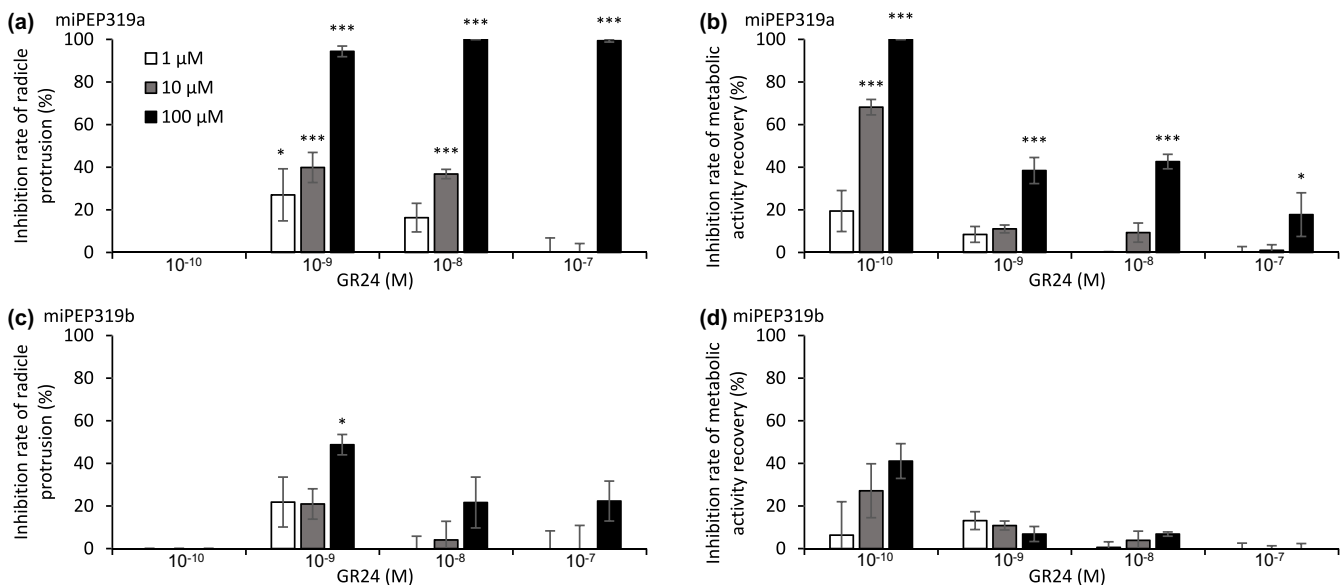 (a) miPEP319a
Inhibition rate of radicle
protrusion (%)
100
80
60
40
20
0
1 µM
10 µM
100 µM
* *** ***
*** ***
***
10⁻¹⁰ 10⁻⁹ 10⁻⁸ 10⁻⁷
GR24 (M)
(b) miPEP319a
Inhibition rate of metabolic
activity recovery (%)
100
80
60
40
20
0
*** ***
*** *** *
10⁻¹⁰ 10⁻⁹ 10⁻⁸ 10⁻⁷
GR24 (M)
(c) miPEP319b
Inhibition rate of radicle
protrusion (%)
100
80
60
40
20
0
*
10⁻¹⁰ 10⁻⁹ 10⁻⁸ 10⁻⁷
GR24 (M)
(d) miPEP319b
Inhibition rate of metabolic
activity recovery (%)
100
80
60
40
20
0
10⁻¹⁰ 10⁻⁹ 10⁻⁸ 10⁻⁷
GR24 (M)